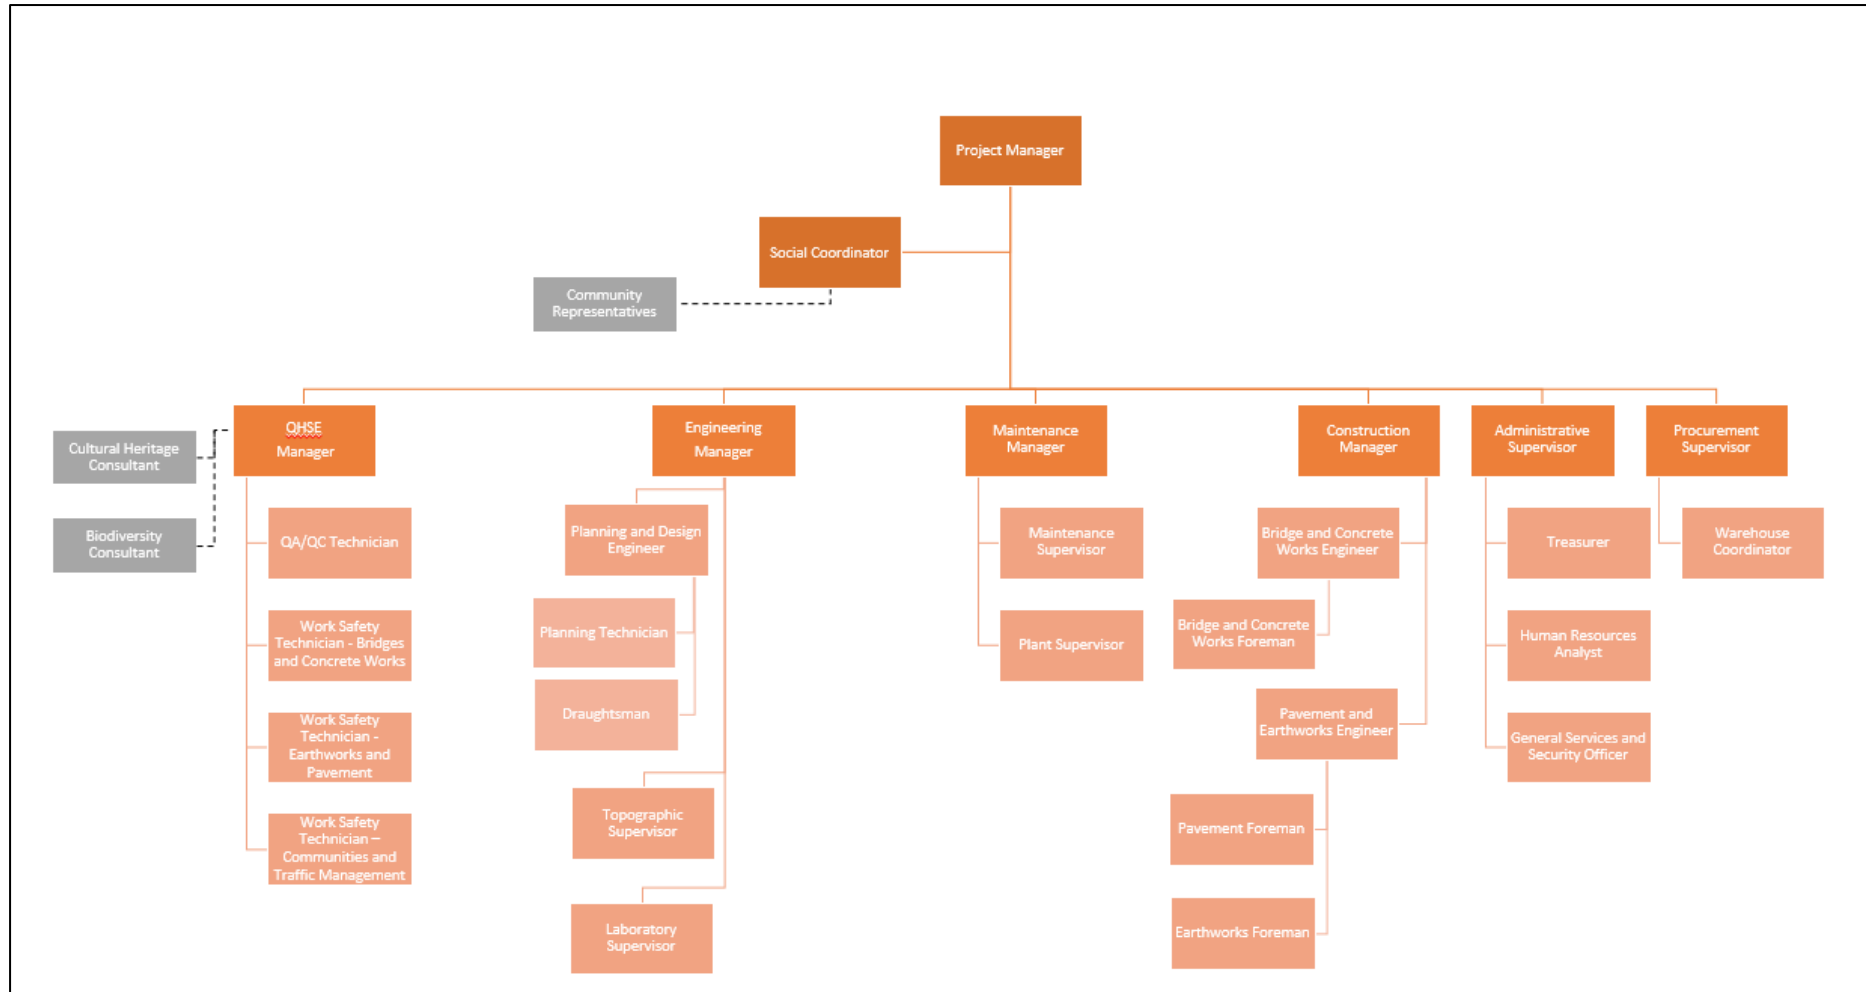 Project Manager
Social Coordinator
Community
Representatives
QHSE
Manager
Engineering
Manager
Maintenance
Manager
Construction
Manager
Administrative
Supervisor
Procurement
Supervisor
Cultural Heritage
Consultant
Biodiversity
Consultant
QA/QC Technician
Work Safety
Technician - Bridges
and Concrete Works
Work Safety
Technician -
Earthworks and
Pavement
Work Safety
Technician –
Communities and
Traffic Management
Planning and Design
Engineer
Planning Technician
Draughtsman
Topographic
Supervisor
Laboratory
Supervisor
Maintenance
Supervisor
Plant Supervisor
Bridge and Concrete
Works Engineer
Bridge and Concrete
Works Foreman
Pavement and
Earthworks Engineer
Pavement Foreman
Earthworks Foreman
Treasurer
Human Resources
Analyst
General Services and
Security Officer
Warehouse
Coordinator